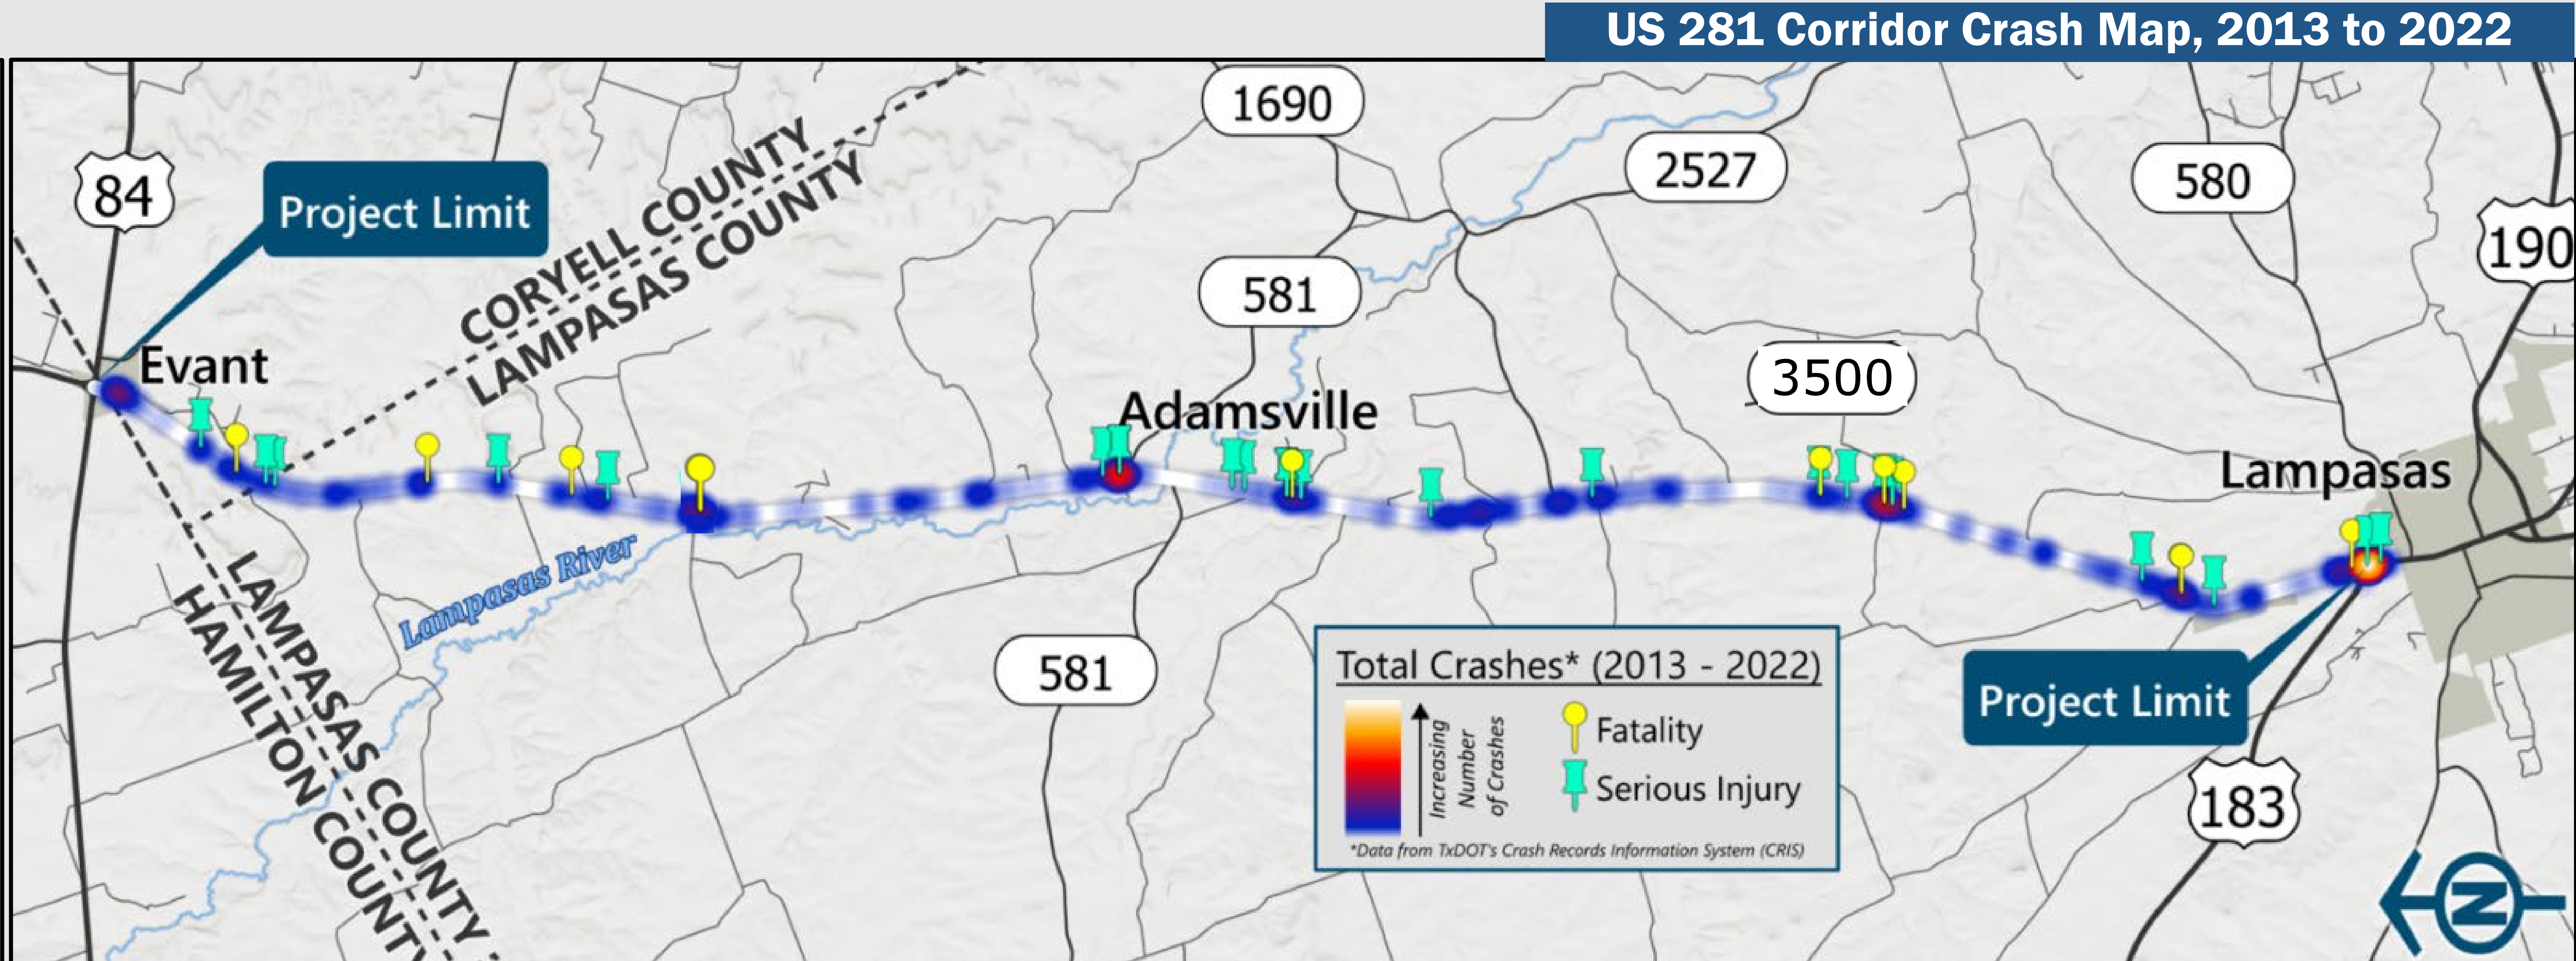 US 281 Corridor Crash Map, 2013 to 2022
1690
2527
84
Project Limit
580
CORYELL COUNTY
LAMPASAS COUNTY
190
581
Evant
3500
Adamsville
Lampasas
Lampasas River
LAMPASAS COUNTY
HAMILTON COUNTY
581
Total Crashes* (2013 - 2022)
Increasing
Number
of Crashes
Fatality
Serious Injury
*Data from TxDOT's Crash Records Information System (CRIS)
Project Limit
183
N